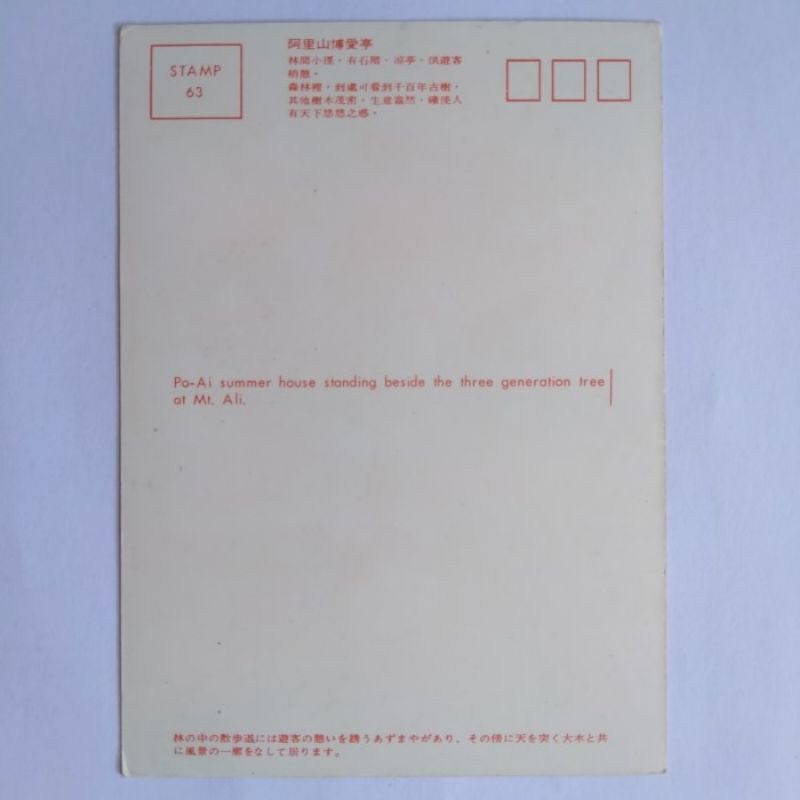 STAMP
63
阿里山博愛亭
林間小徑，有石階，凉亭，供遊客
梢憩。
森林裡，到處可看到千百年古樹，
其他樹木茂密，生意盎然，確使人
有天下悠悠之感。
Po-Ai summer house standing beside the three generation tree
at Mt. Ali.
林の中の散歩道には遊客の憩いを誘うあずまやがあり、その傍に天を突く大木と共
に風景の一廓をなして居ります。